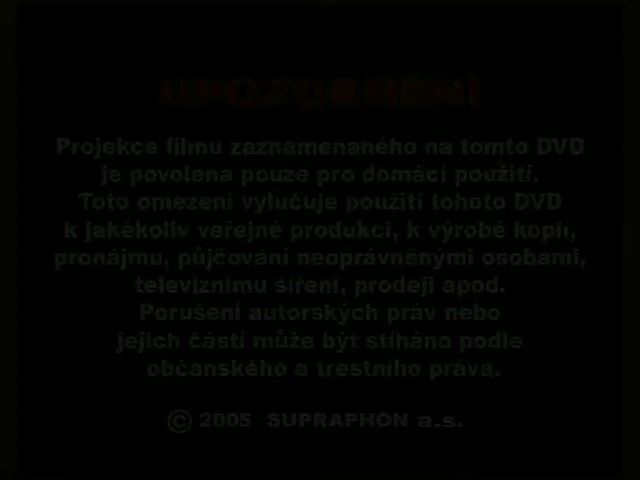 UPOZORNĚNÍ
Projekce filmu zaznamenaného na tomto DVD
je povolena pouze pro domácí použití.
Toto omezení vylučuje použití tohoto DVD
k jakékoliv veřejné produkci, k výrobě kopií,
pronájmu, půjčování neoprávněnými osobami,
televiznímu šíření, prodeji apod.
Porušení autorských práv nebo
jejich částí může být stíháno podle
občanského a trestního práva.
© 2005 SUPRAPHON a.s.